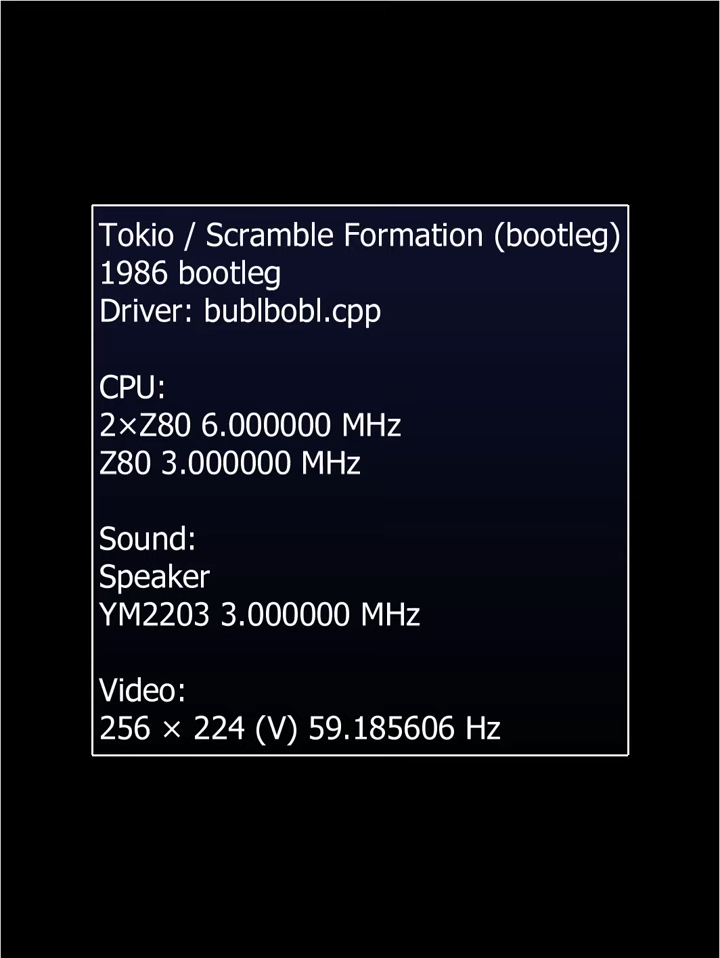 Tokio / Scramble Formation (bootleg)
1986 bootleg
Driver: bublbobl.cpp
CPU:
2×Z80 6.000000 MHz
Z80 3.000000 MHz
Sound:
Speaker
YM2203 3.000000 MHz
Video:
256 × 224 (V) 59.185606 Hz